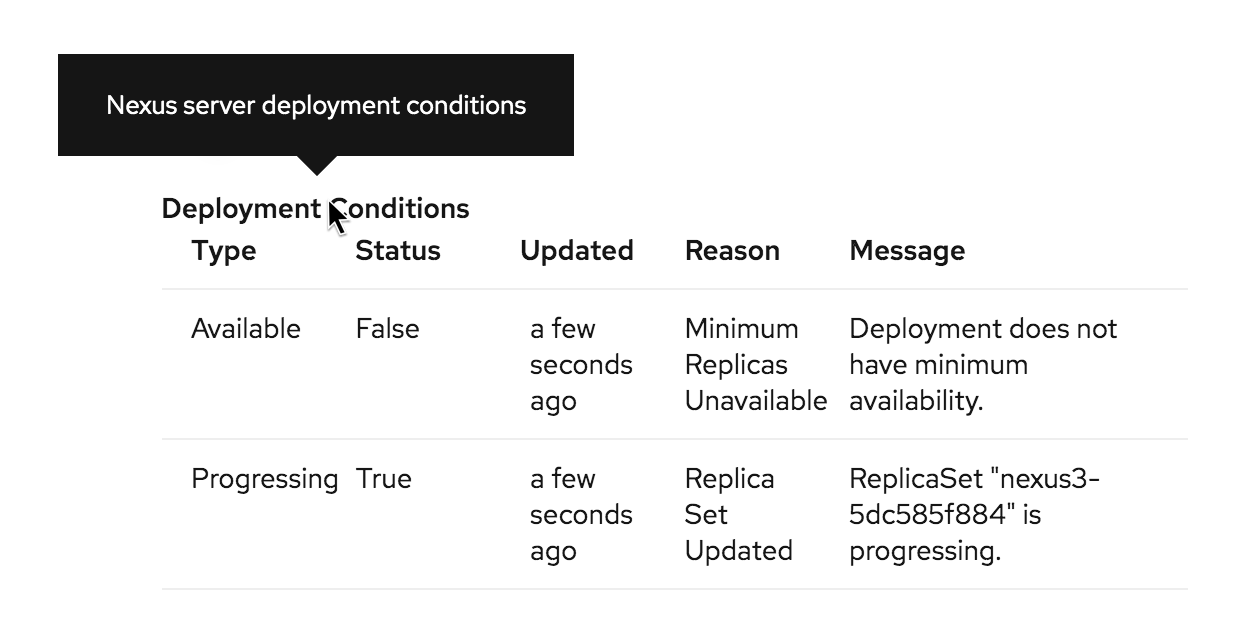 Nexus server deployment conditions
Deployment Conditions
Type Status Updated Reason Message
Available False a few seconds ago Minimum Replicas Unavailable Deployment does not have minimum availability.
Progressing True a few seconds ago Replica Set Updated ReplicaSet "nexus3-5dc585f884" is progressing.